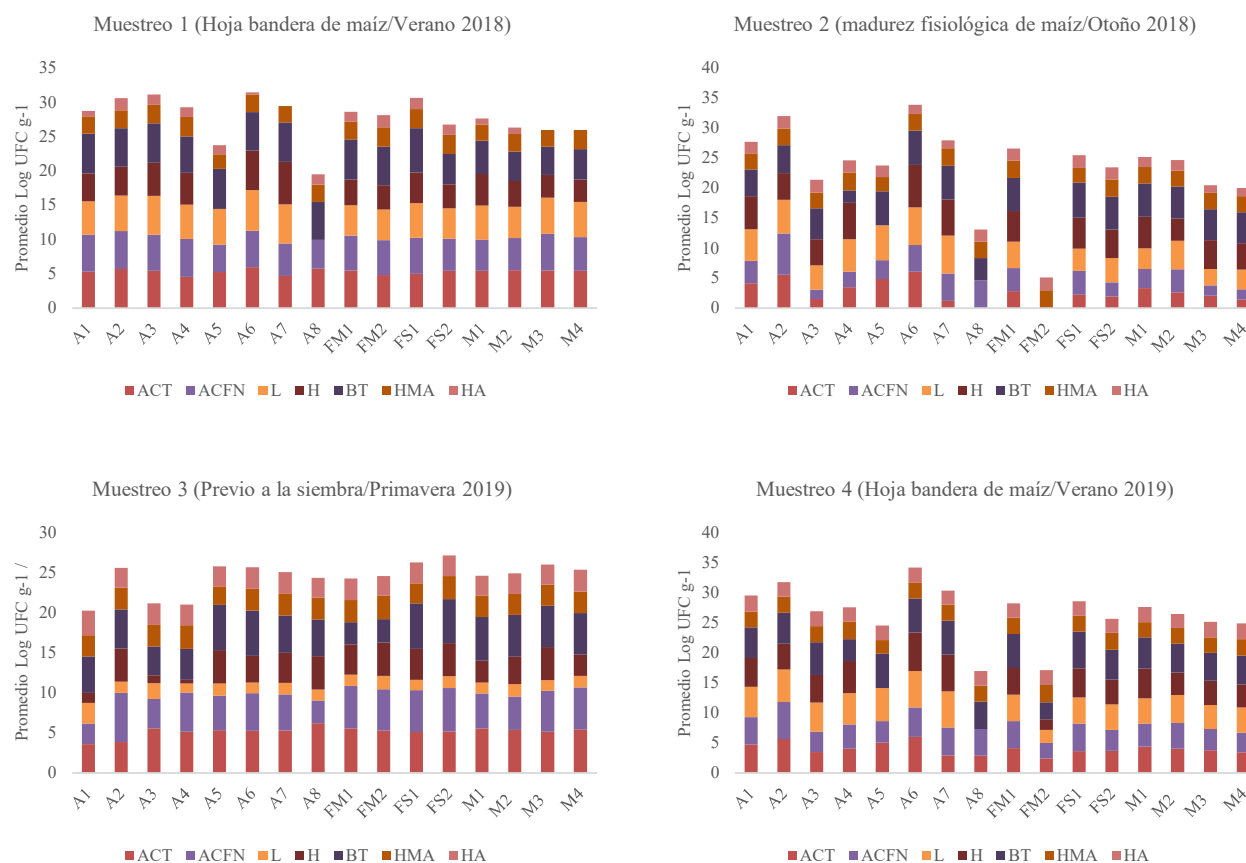 Muestreo 1 (Hoja bandera de maíz/Verano 2018)
Promedio Log UFC g-1
35
30
25
20
15
10
5
0
A1 A2 A3 A4 A5 A6 A7 A8 FM1 FM2 FS1 FS2 M1 M2 M3 M4
ACT ACFN L H BT HMA HA
Muestreo 2 (madurez fisiológica de maíz/Otoño 2018)
Promedio Log UFC g-1
40
35
30
25
20
15
10
5
0
A1 A2 A3 A4 A5 A6 A7 A8 FM1 FM2 FS1 FS2 M1 M2 M3 M4
ACT ACFN L H BT HMA HA
Muestreo 3 (Previo a la siembra/Primavera 2019)
Promedio Log UFC g-1 /
30
25
20
15
10
5
0
A1 A2 A3 A4 A5 A6 A7 A8 FM1 FM2 FS1 FS2 M1 M2 M3 M4
ACT ACFN L H BT HMA HA
Muestreo 4 (Hoja bandera de maíz/Verano 2019)
Promedio Log UFC g-1
40
35
30
25
20
15
10
5
0
A1 A2 A3 A4 A5 A6 A7 A8 FM1 FM2 FS1 FS2 M1 M2 M3 M4
ACT ACFN L H BT HMA HA